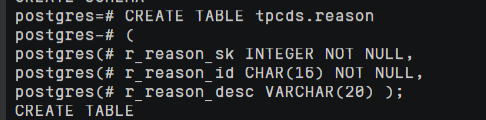 CREATE SCHEMA
postgres=# CREATE TABLE tpcds.reason
postgres-# (
postgres(# r_reason_sk INTEGER NOT NULL,
postgres(# r_reason_id CHAR(16) NOT NULL,
postgres(# r_reason_desc VARCHAR(20) );
CREATE TABLE